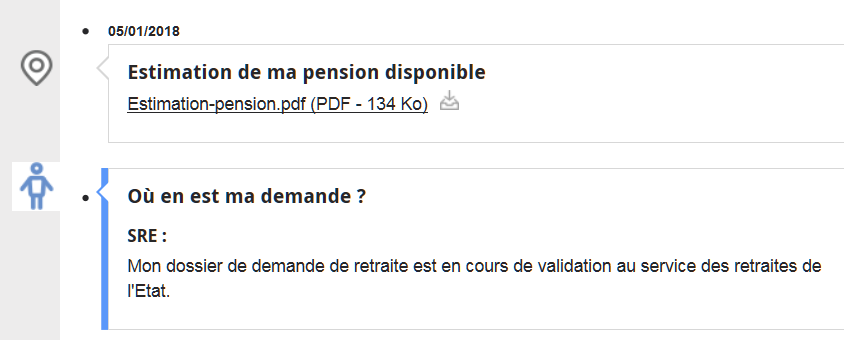 05/01/2018
Estimation de ma pension disponible
Estimation-pension.pdf (PDF - 134 Ko)
Où en est ma demande ?
SRE :
Mon dossier de demande de retraite est en cours de validation au service des retraites de
l'Etat.